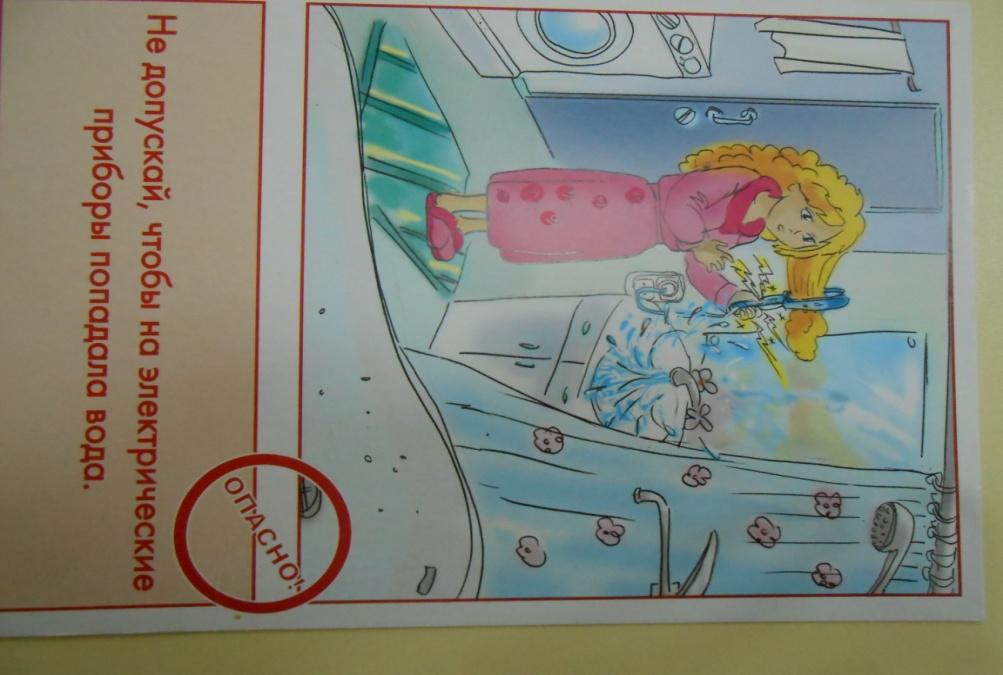 Не допускай, чтобы на электрические
приборы попадала вода.
ОПАСНО!